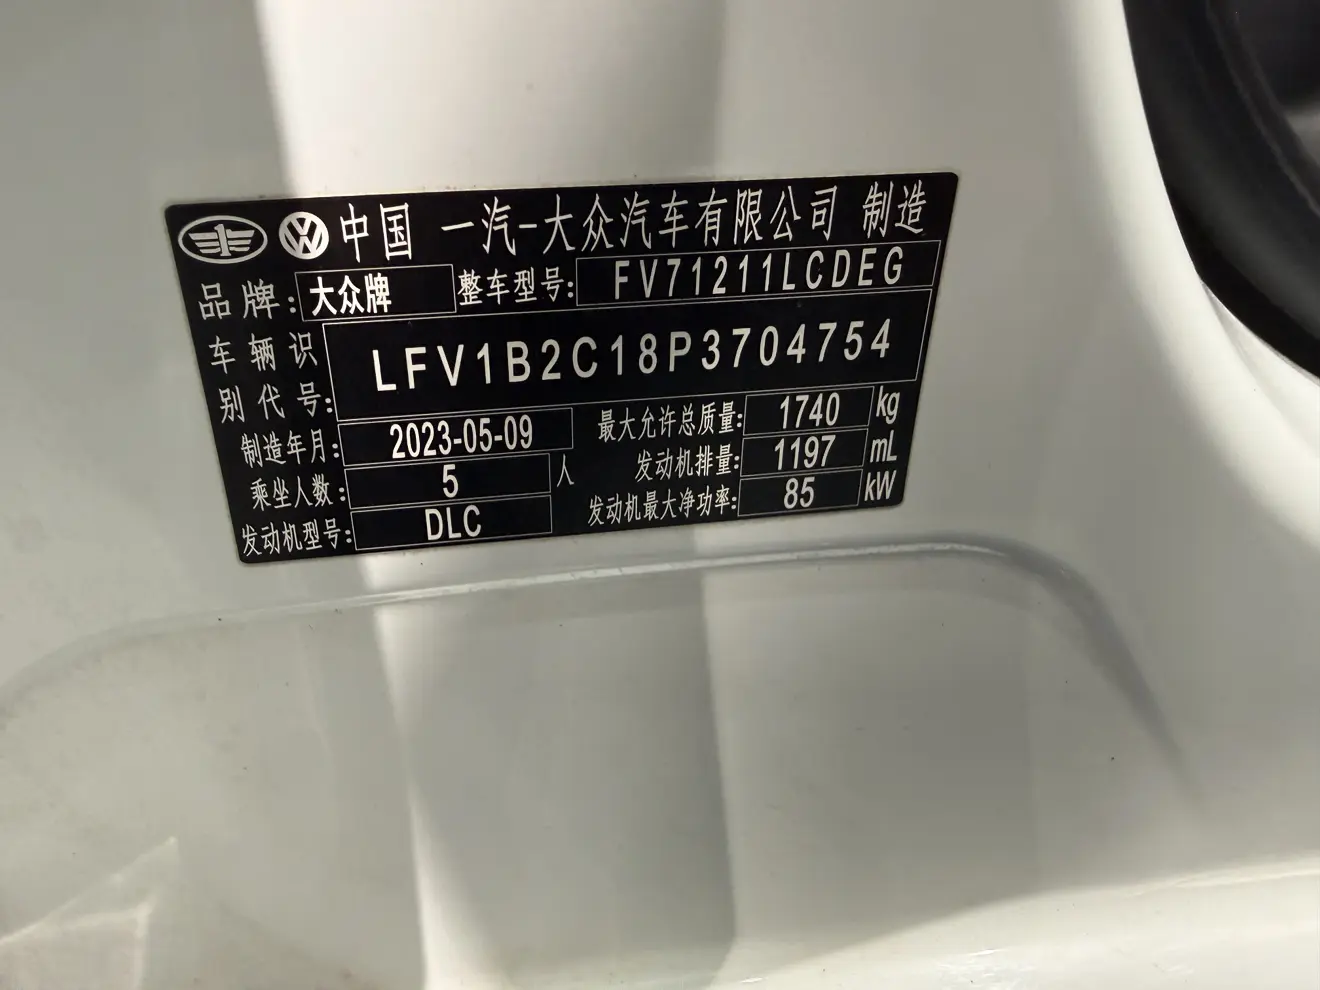 中国 一汽-大众汽车有限公司 制造
品牌: 大众牌 整车型号: FV71211LCDEG
车辆识别代号: LFV1B2C18P3704754
制造年月: 2023-05-09 最大允许总质量: 1740 kg
乘坐人数: 5 人 发动机排量: 1197 mL
发动机型号: DLC 发动机最大净功率: 85 kW